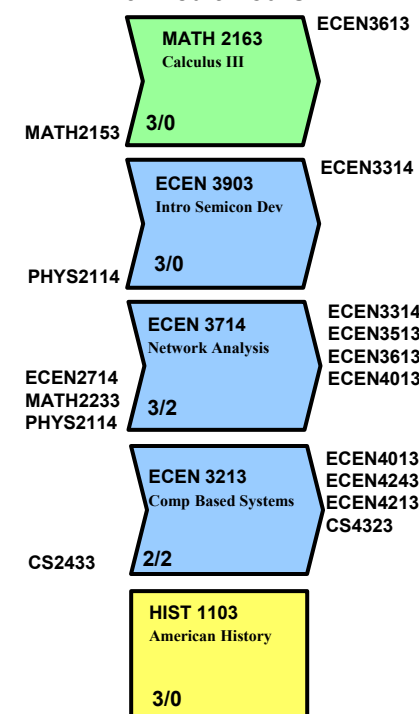 ECEN3613
MATH 2163
Calculus III
3/0
MATH2153
ECEN3314
ECEN 3903
Intro Semicon Dev
3/0
PHYS2114
ECEN3314
ECEN3513
ECEN3613
ECEN4013
ECEN 3714
Network Analysis
3/2
ECEN2714
MATH2233
PHYS2114
ECEN4013
ECEN4243
ECEN4213
CS4323
ECEN 3213
Comp Based Systems
2/2
CS2433
HIST 1103
American History
3/0